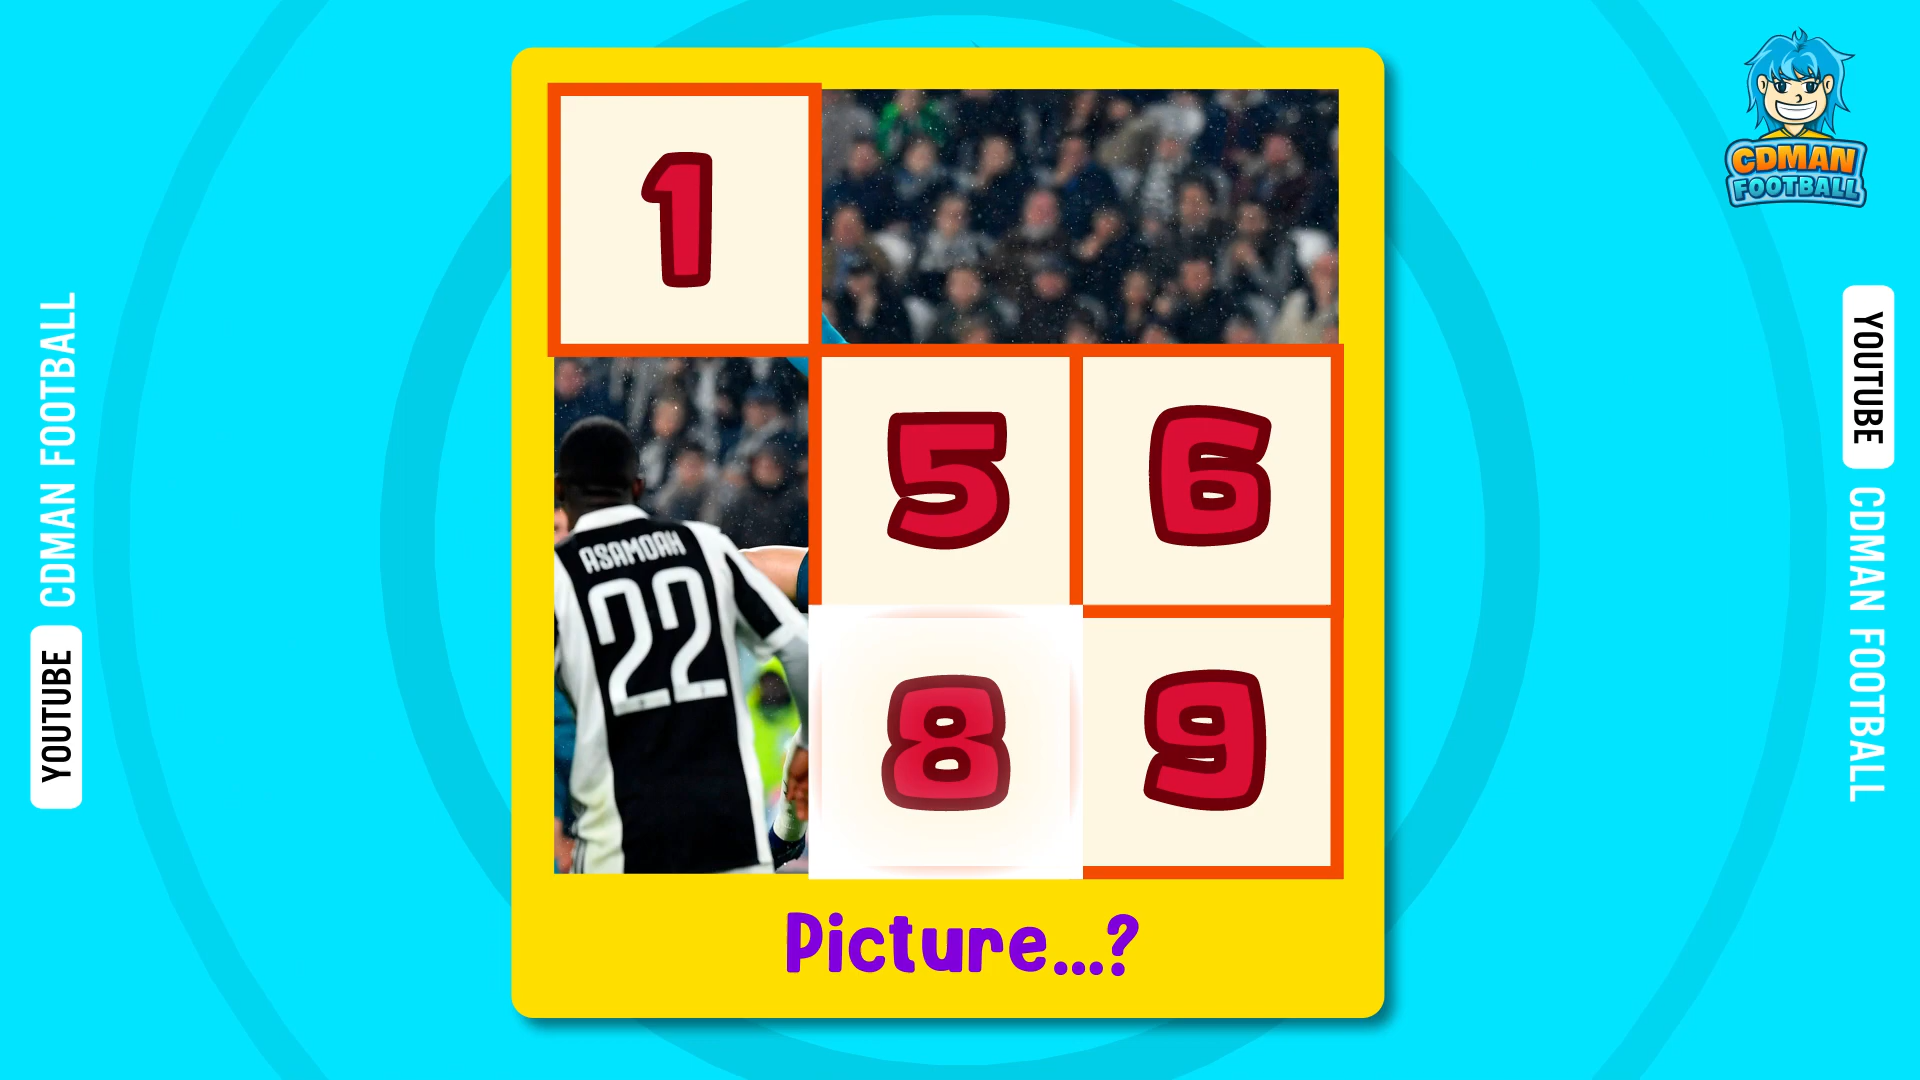 CDMAN
FOOTBALL
1
ASAMOAH
22
5
6
8
9
Picture...?
YOUTUBE CDMAN FOOTBALL
YOUTUBE CDMAN FOOTBALL